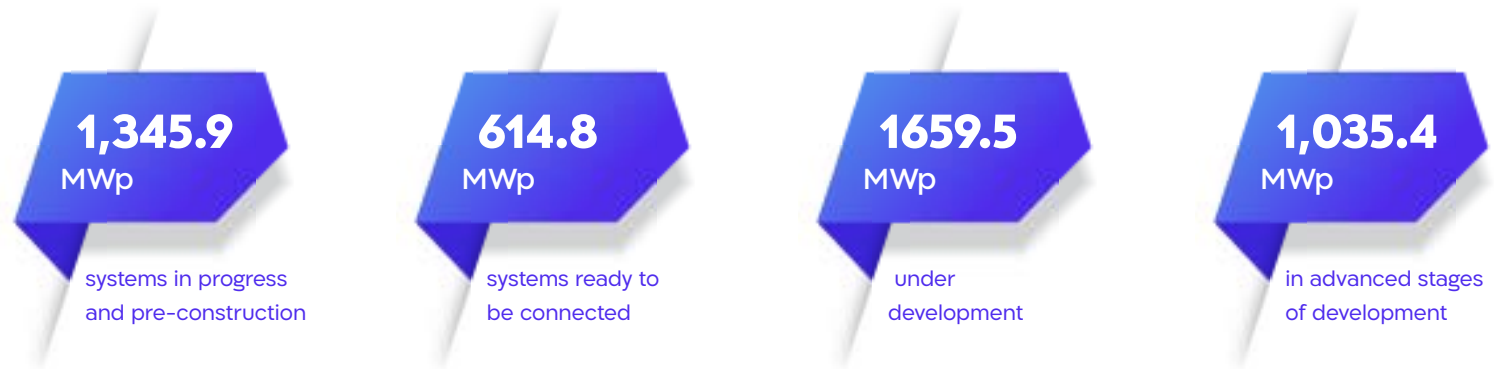 1,345.9
MWp
systems in progress
and pre-construction
614.8
MWp
systems ready to
be connected
1659.5
MWp
under
development
1,035.4
MWp
in advanced stages
of development